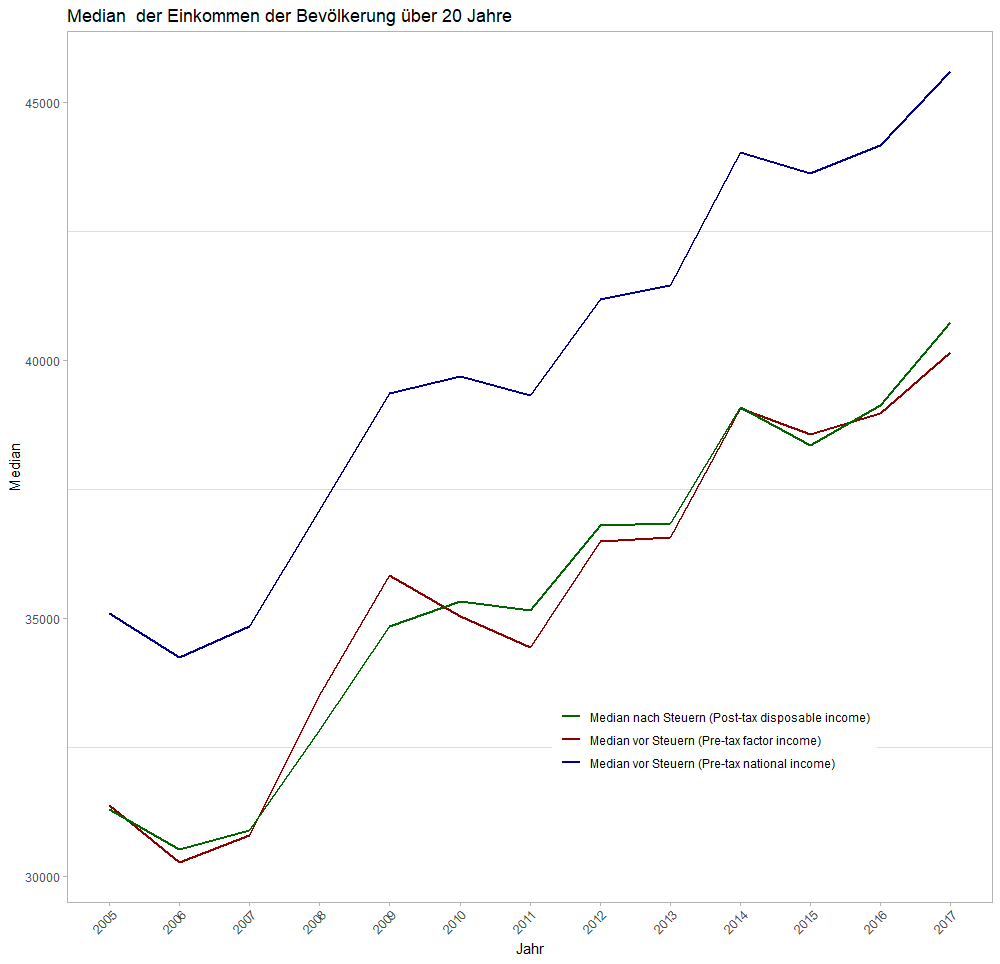 Median  der Einkommen der Bevölkerung über 20 Jahre
45000
40000
35000
30000
Median
Median nach Steuern (Post-tax disposable income)
Median vor Steuern (Pre-tax factor income)
Median vor Steuern (Pre-tax national income)
2005 2006 2007 2008 2009 2010 2011 2012 2013 2014 2015 2016 2017
Jahr